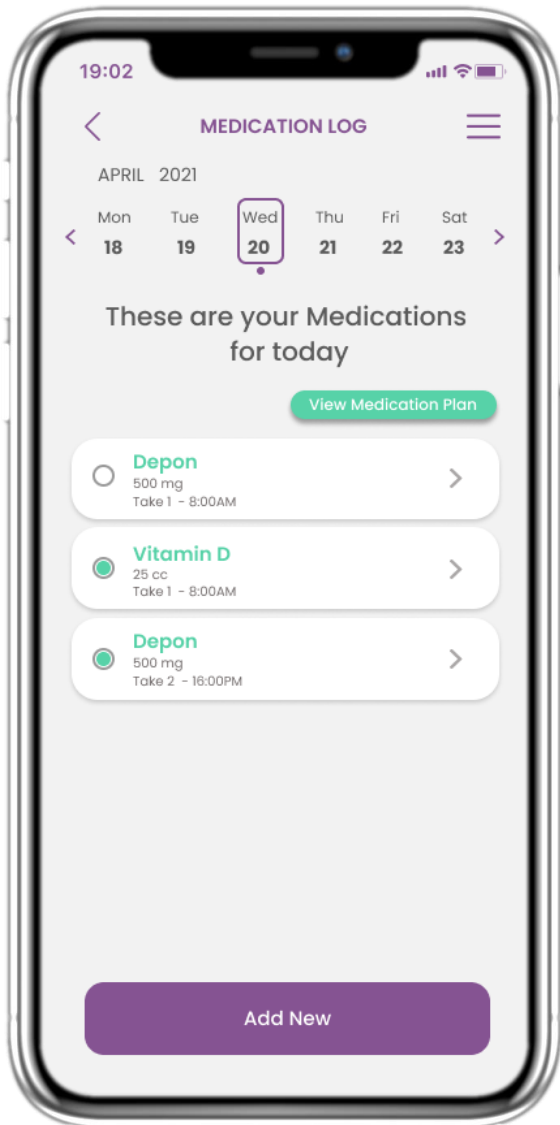 19:02
MEDICATION LOG
APRIL 2021
Mon Tue Wed Thu Fri Sat
18 19 20 21 22 23
These are your Medications
for today
View Medication Plan
Depon
500 mg
Take 1 - 8:00AM
Vitamin D
25 cc
Take 1 - 8:00AM
Depon
500 mg
Take 2 - 16:00PM
Add New